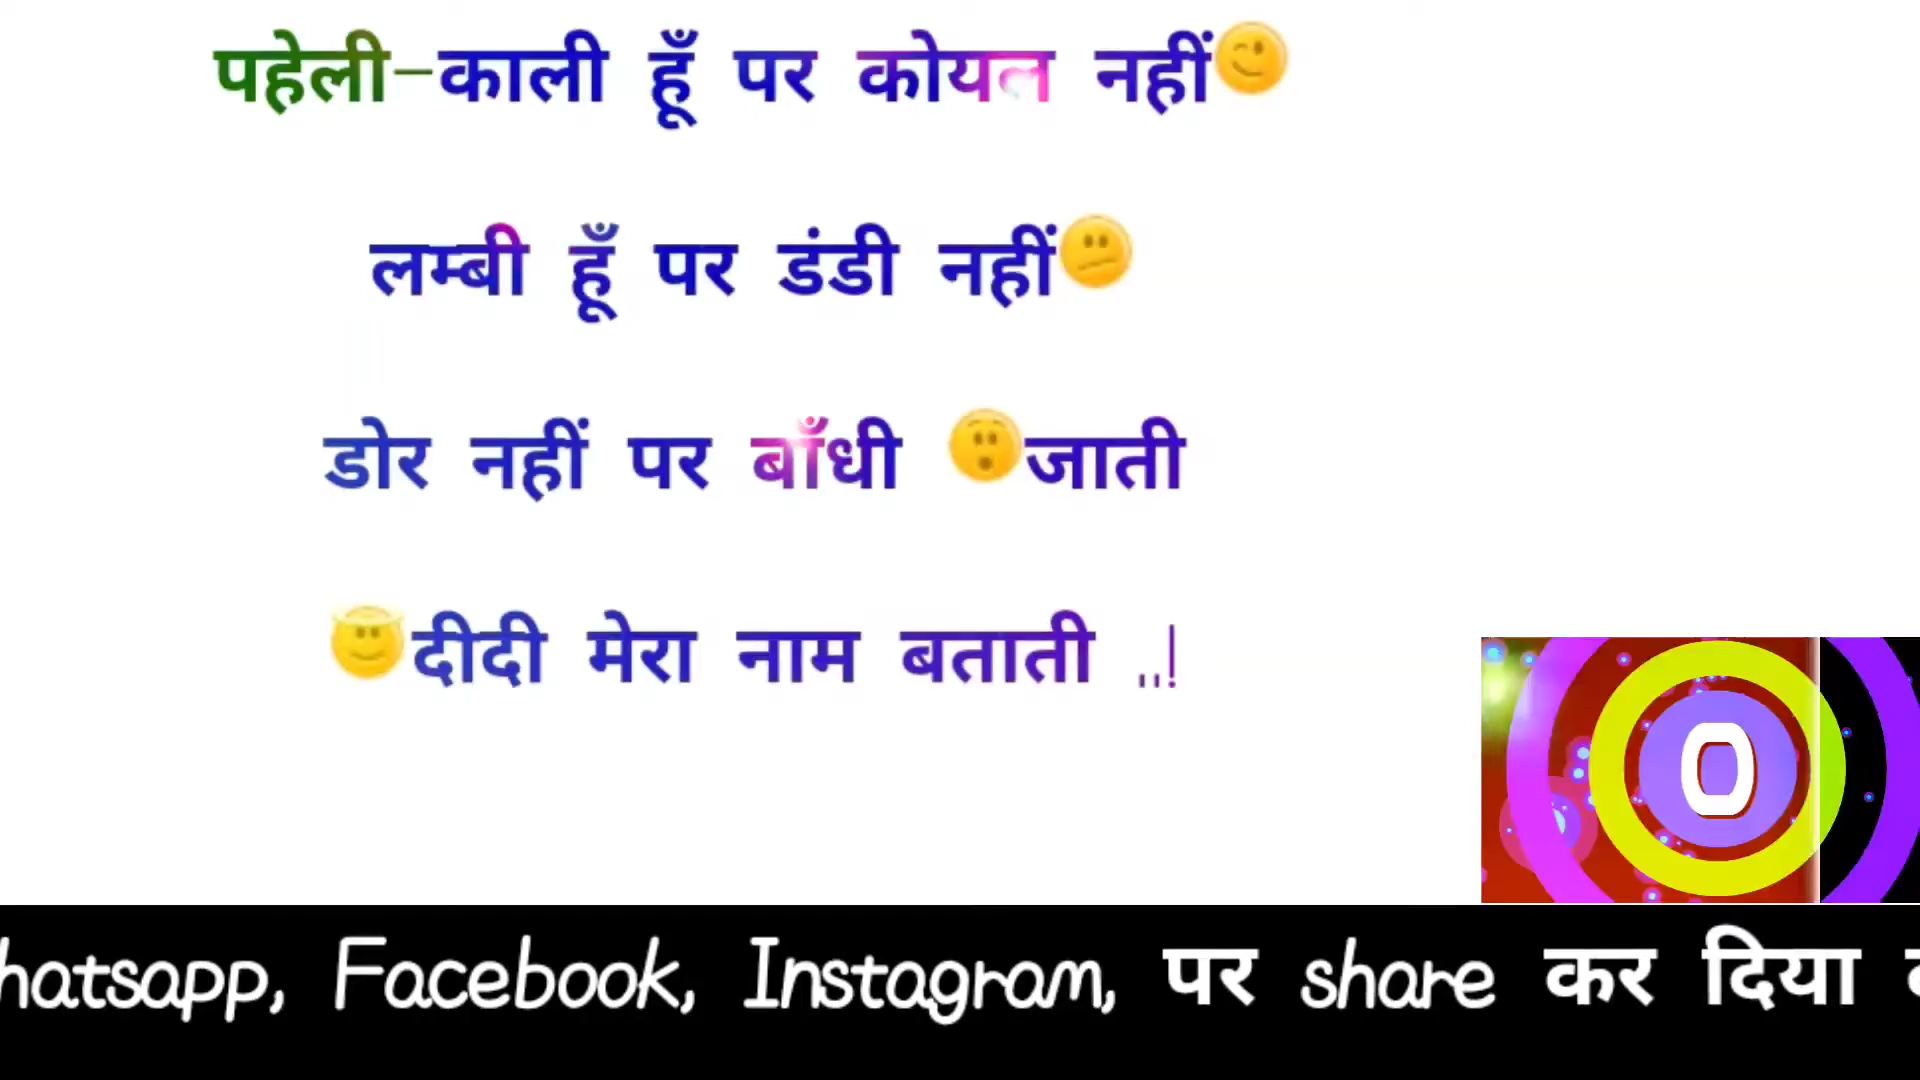 पहेली-काली हूँ पर कोयल नहीं😉
लम्बी हूँ पर डंडी नहीं🫤
डोर नहीं पर बाँधी 😯जाती
😇दीदी मेरा नाम बताती ..!
0
hatsapp, Facebook, Instagram, पर share कर दिया